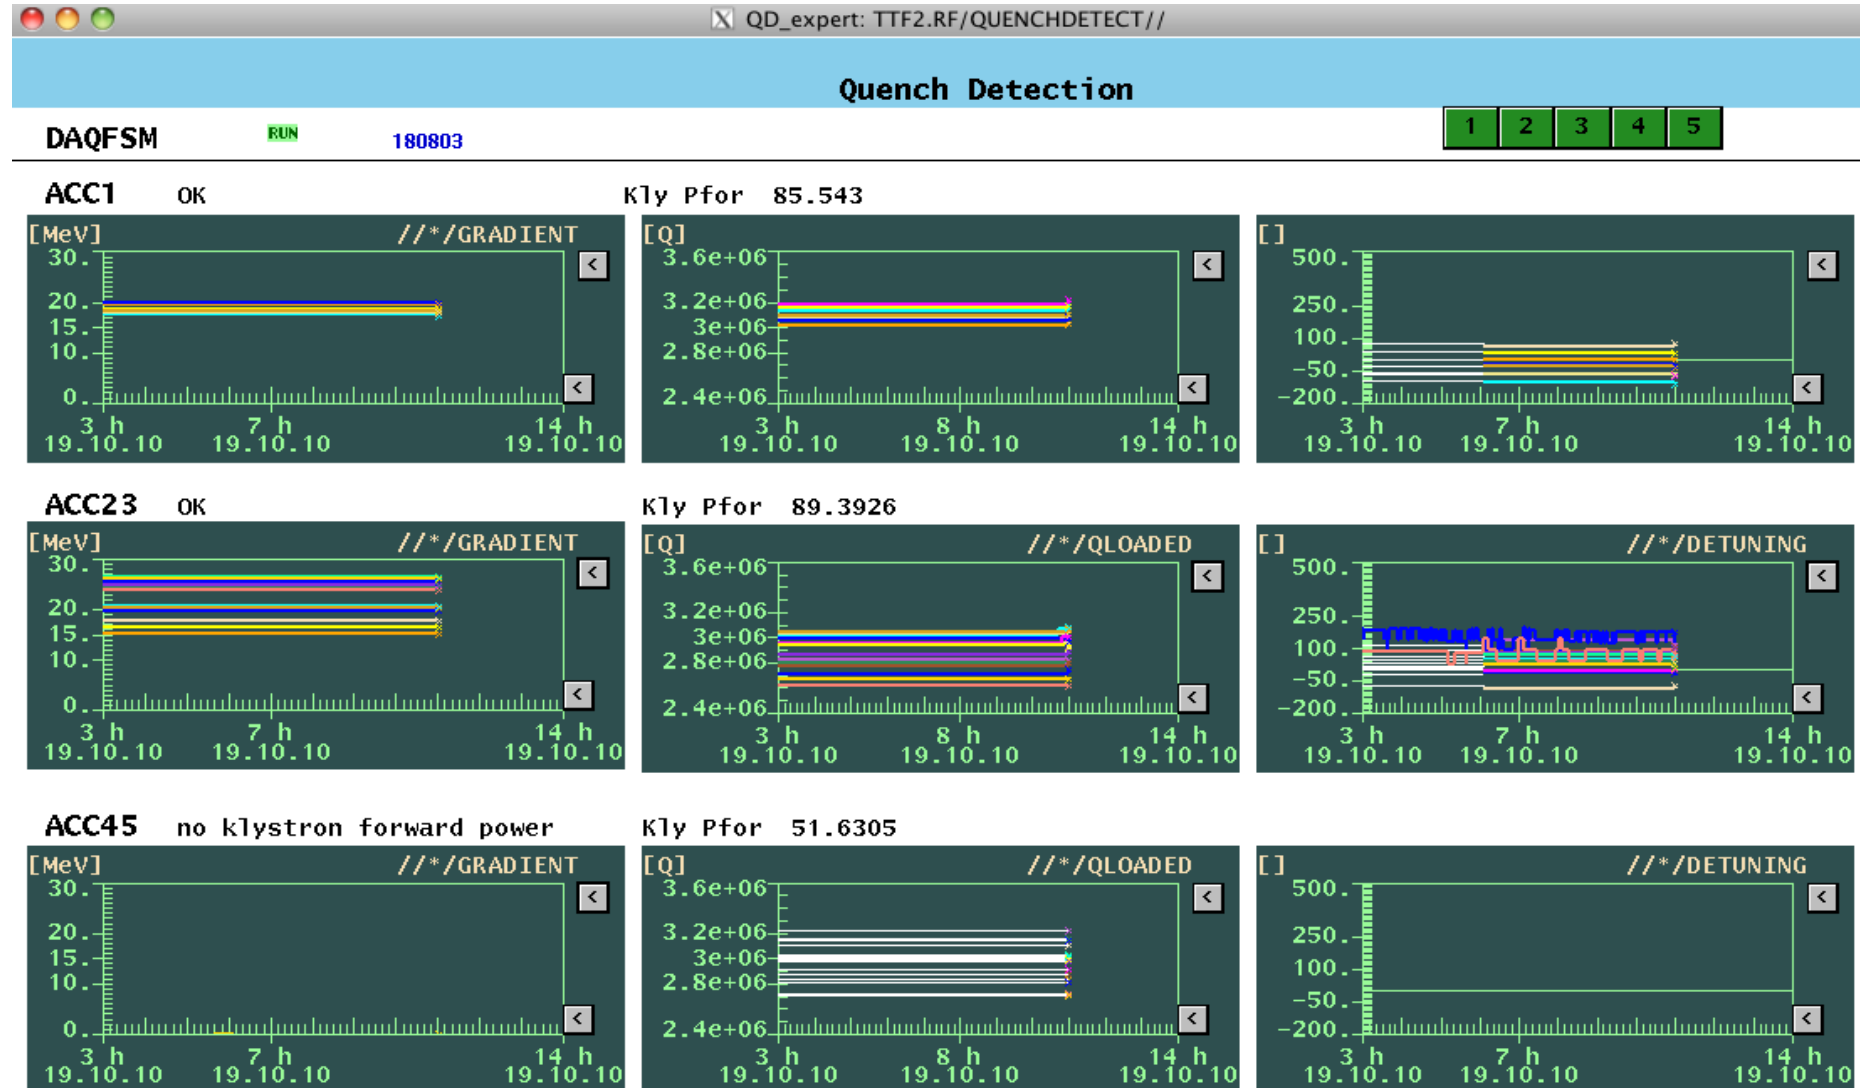 QD_expert: TTF2.RF/QUENCHDETECT//
Quench Detection
DAQFSM RUN 180803 1 2 3 4 5
ACC1 OK Kly Pfor 85.543
[MeV] //*/GRADIENT
30.
20.
15.
10.
0.
3 h 7 h 14 h
19.10.10 19.10.10 19.10.10
[Q]
3.6e+06
3.2e+06
3e+06
2.8e+06
2.4e+06
3 h 8 h 14 h
19.10.10 19.10.10 19.10.10
[]
500.
250.
100.
-50.
-200.
3 h 7 h 14 h
19.10.10 19.10.10 19.10.10
ACC23 OK Kly Pfor 89.3926
[MeV] //*/GRADIENT
30.
20.
15.
10.
0.
3 h 7 h 14 h
19.10.10 19.10.10 19.10.10
[Q] //*/QLOADED
3.6e+06
3.2e+06
3e+06
2.8e+06
2.4e+06
3 h 8 h 14 h
19.10.10 19.10.10 19.10.10
[] //*/DETUNING
500.
250.
100.
-50.
-200.
3 h 7 h 14 h
19.10.10 19.10.10 19.10.10
ACC45 no klystron forward power Kly Pfor 51.6305
[MeV] //*/GRADIENT
30.
20.
15.
10.
0.
3 h 7 h 14 h
19.10.10 19.10.10 19.10.10
[Q] //*/QLOADED
3.6e+06
3.2e+06
3e+06
2.8e+06
2.4e+06
3 h 8 h 14 h
19.10.10 19.10.10 19.10.10
[] //*/DETUNING
500.
250.
100.
-50.
-200.
3 h 7 h 14 h
19.10.10 19.10.10 19.10.10